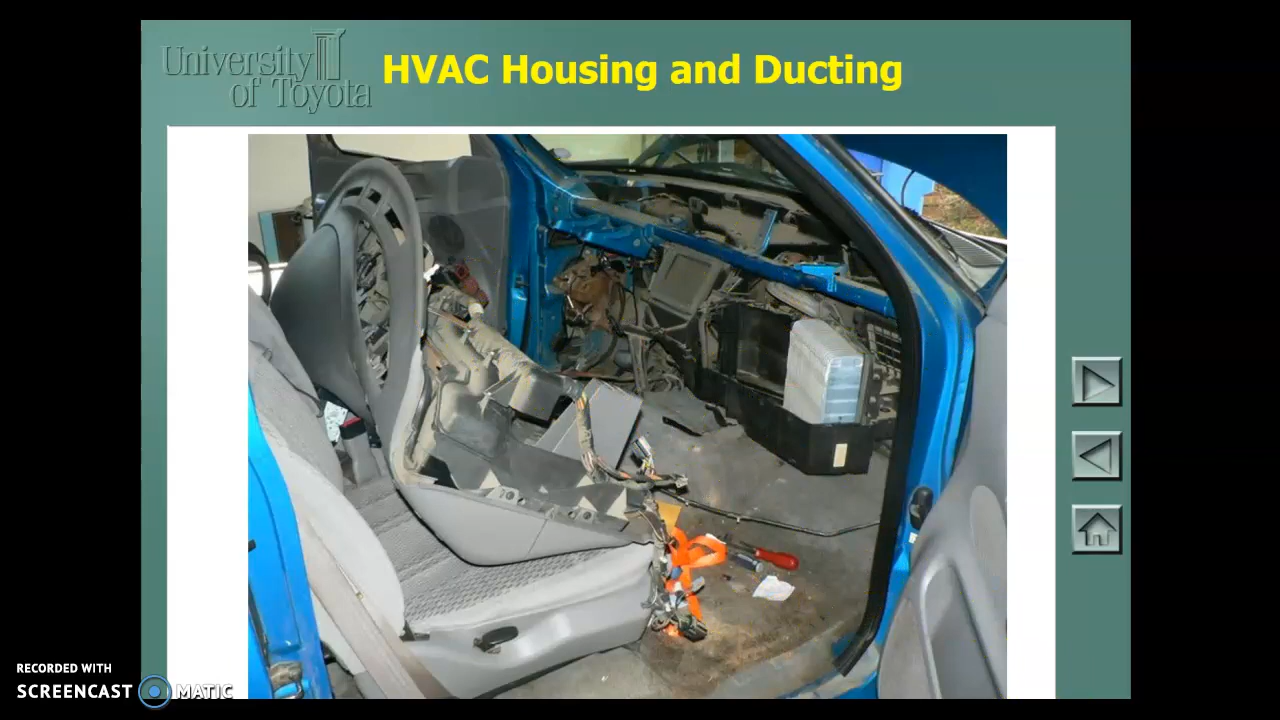 University
of Toyota
HVAC Housing and Ducting
RECORDED WITH
SCREENCAST MATIC